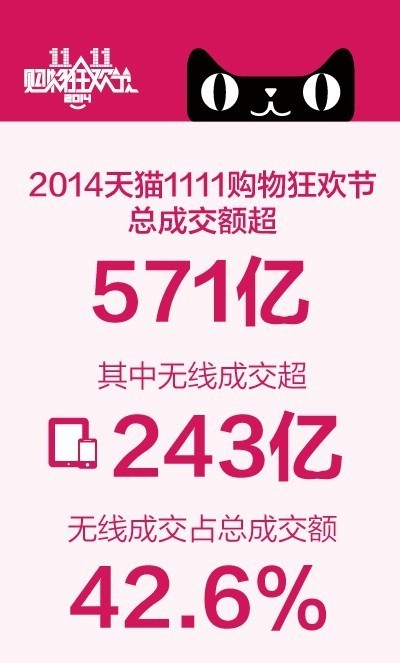 11 11
购物狂欢节
2014
2014天猫1111购物狂欢节
总成交额超
571亿
其中无线成交超
243亿
无线成交占总成交额
42.6%